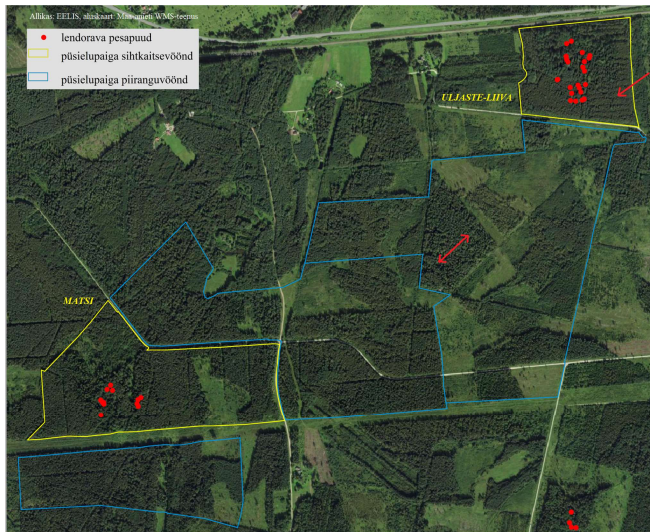 Allikas: EELIS, aluskaart: Maa-ameti WMS-teenus
lendorava pesapuud
püsielupaiga sihtkaitsevöönd
püsielupaiga piiranguvöönd
ULJASTE-LIIVA
MATSI